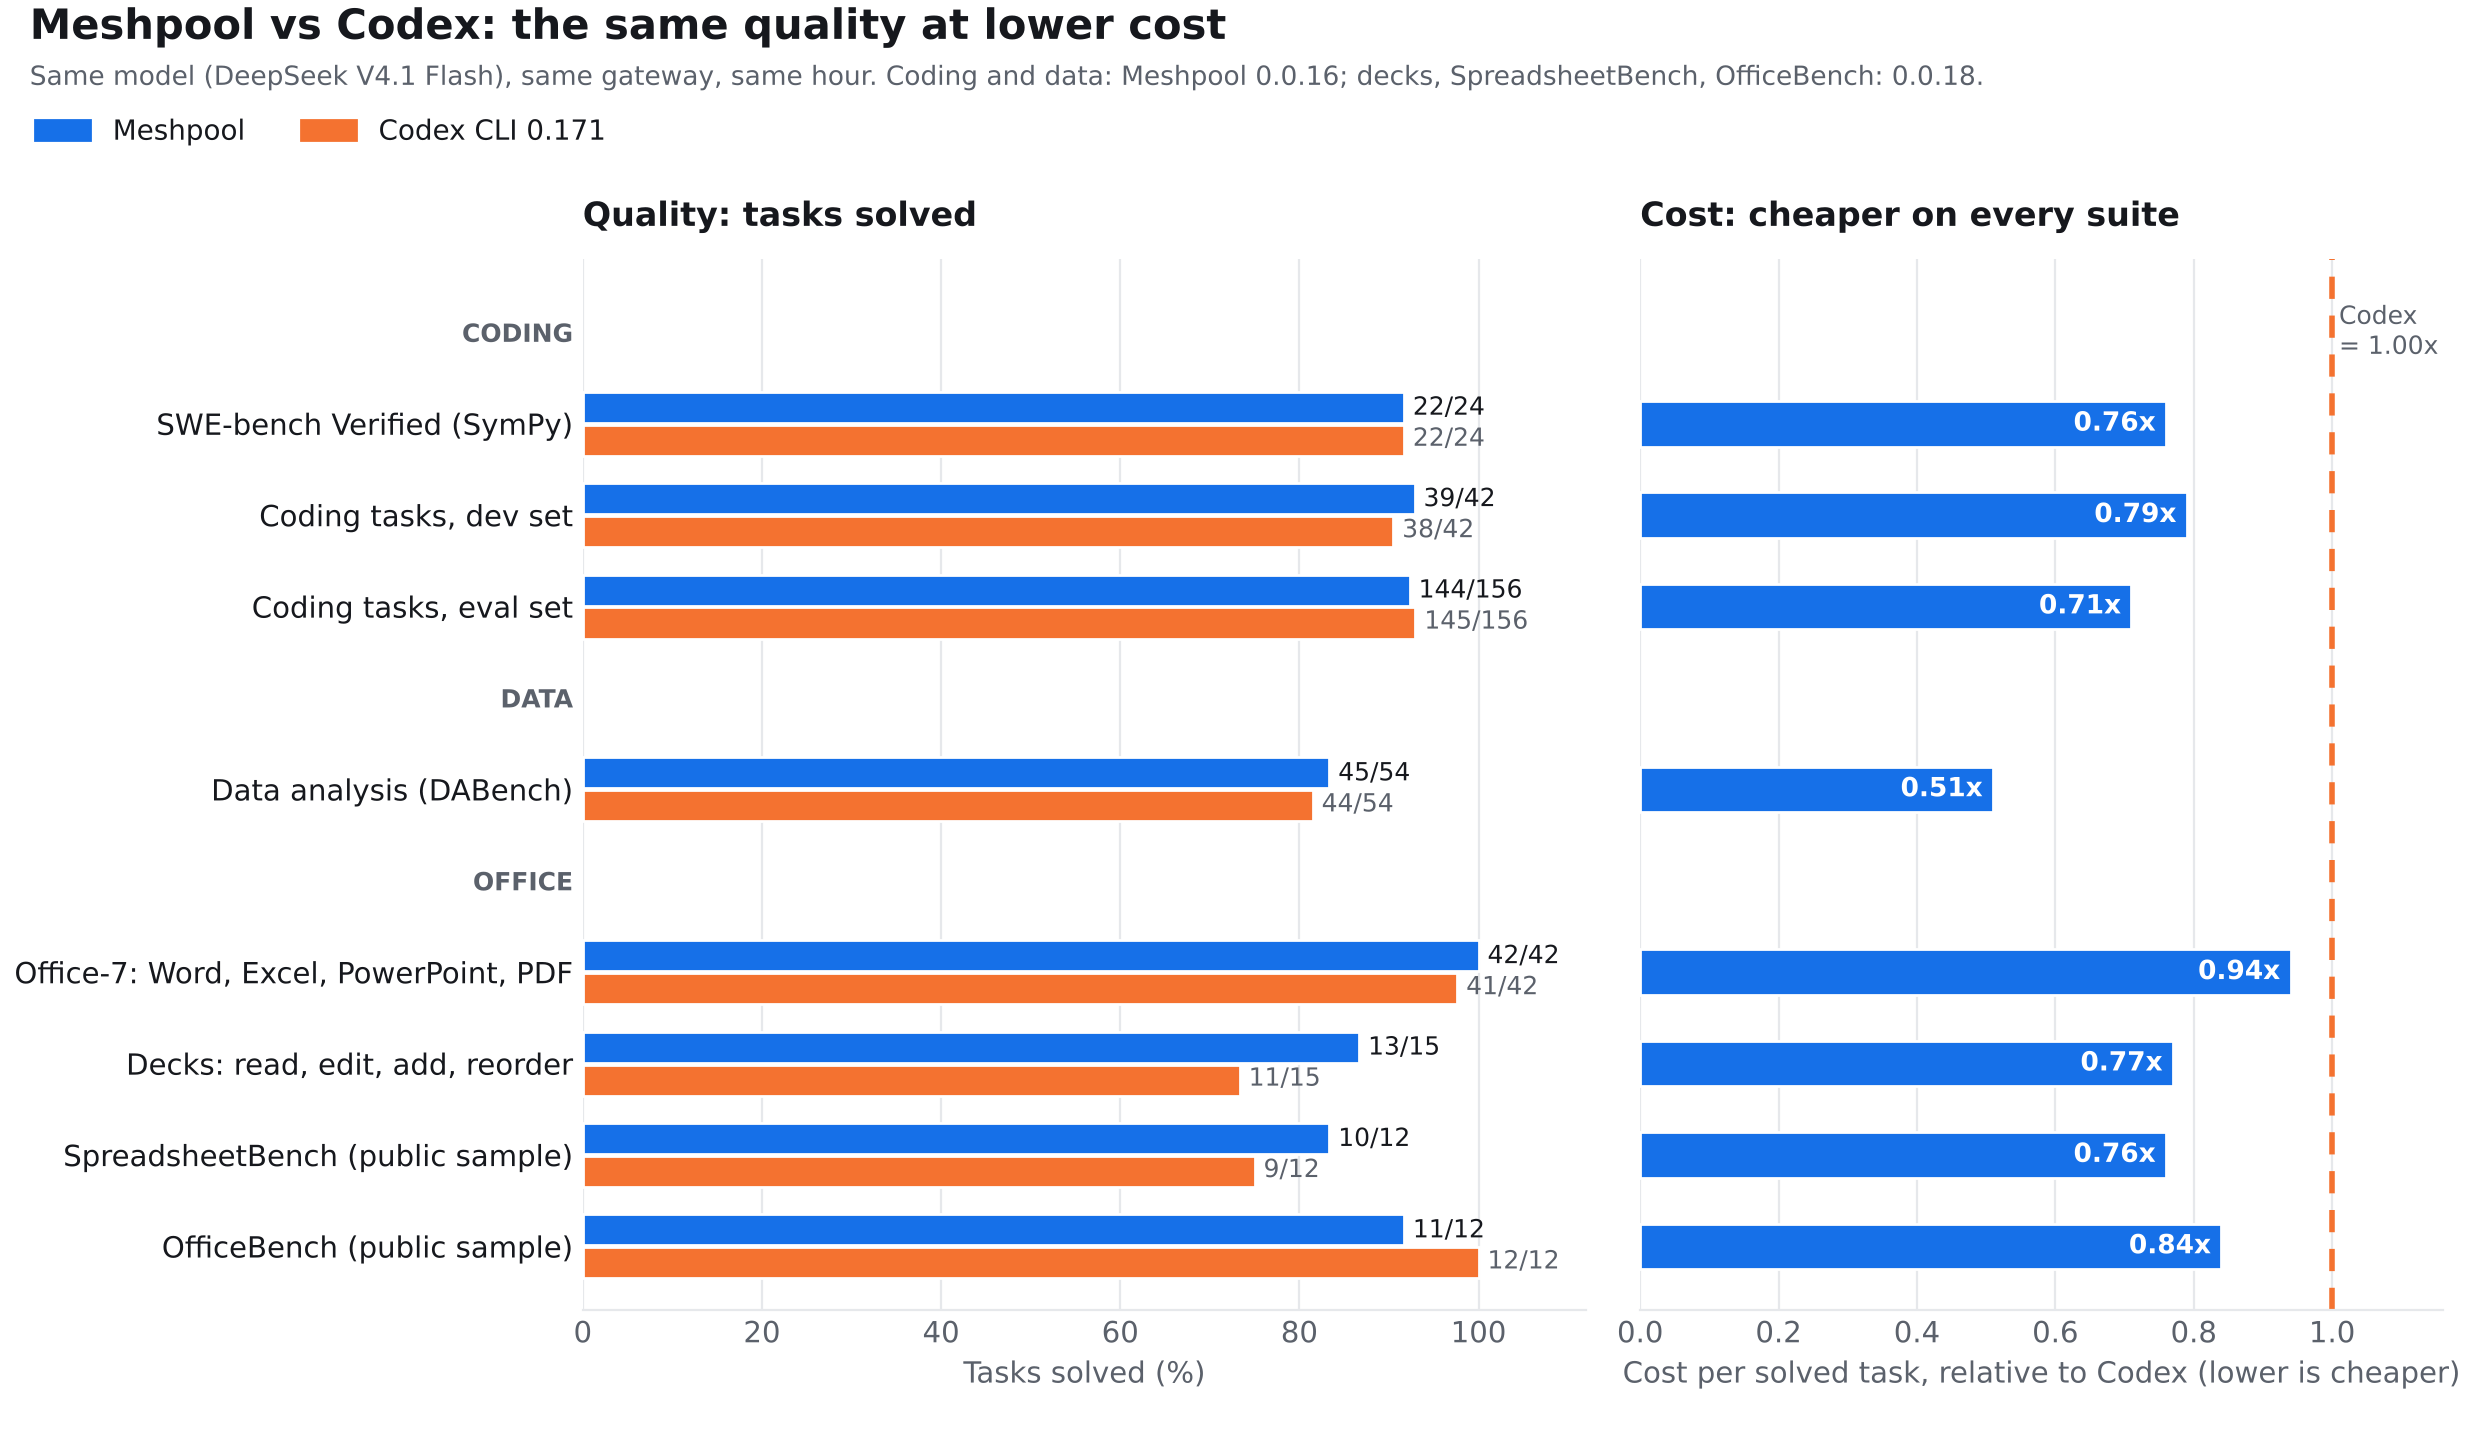 Meshpool vs Codex: the same quality at lower cost
Same model (DeepSeek V4.1 Flash), same gateway, same hour. Coding and data: Meshpool 0.0.16; decks, SpreadsheetBench, OfficeBench: 0.0.18.
Meshpool
Codex CLI 0.171
Quality: tasks solved
CODING
SWE-bench Verified (SymPy)
22/24
22/24
Coding tasks, dev set
39/42
38/42
Coding tasks, eval set
144/156
145/156
DATA
Data analysis (DABench)
45/54
44/54
OFFICE
Office-7: Word, Excel, PowerPoint, PDF
42/42
41/42
Decks: read, edit, add, reorder
13/15
11/15
SpreadsheetBench (public sample)
10/12
9/12
OfficeBench (public sample)
11/12
12/12
0 20 40 60 80 100
Tasks solved (%)
Cost: cheaper on every suite
Codex
= 1.00x
0.76x
0.79x
0.71x
0.51x
0.94x
0.77x
0.76x
0.84x
0.0 0.2 0.4 0.6 0.8 1.0
Cost per solved task, relative to Codex (lower is cheaper)